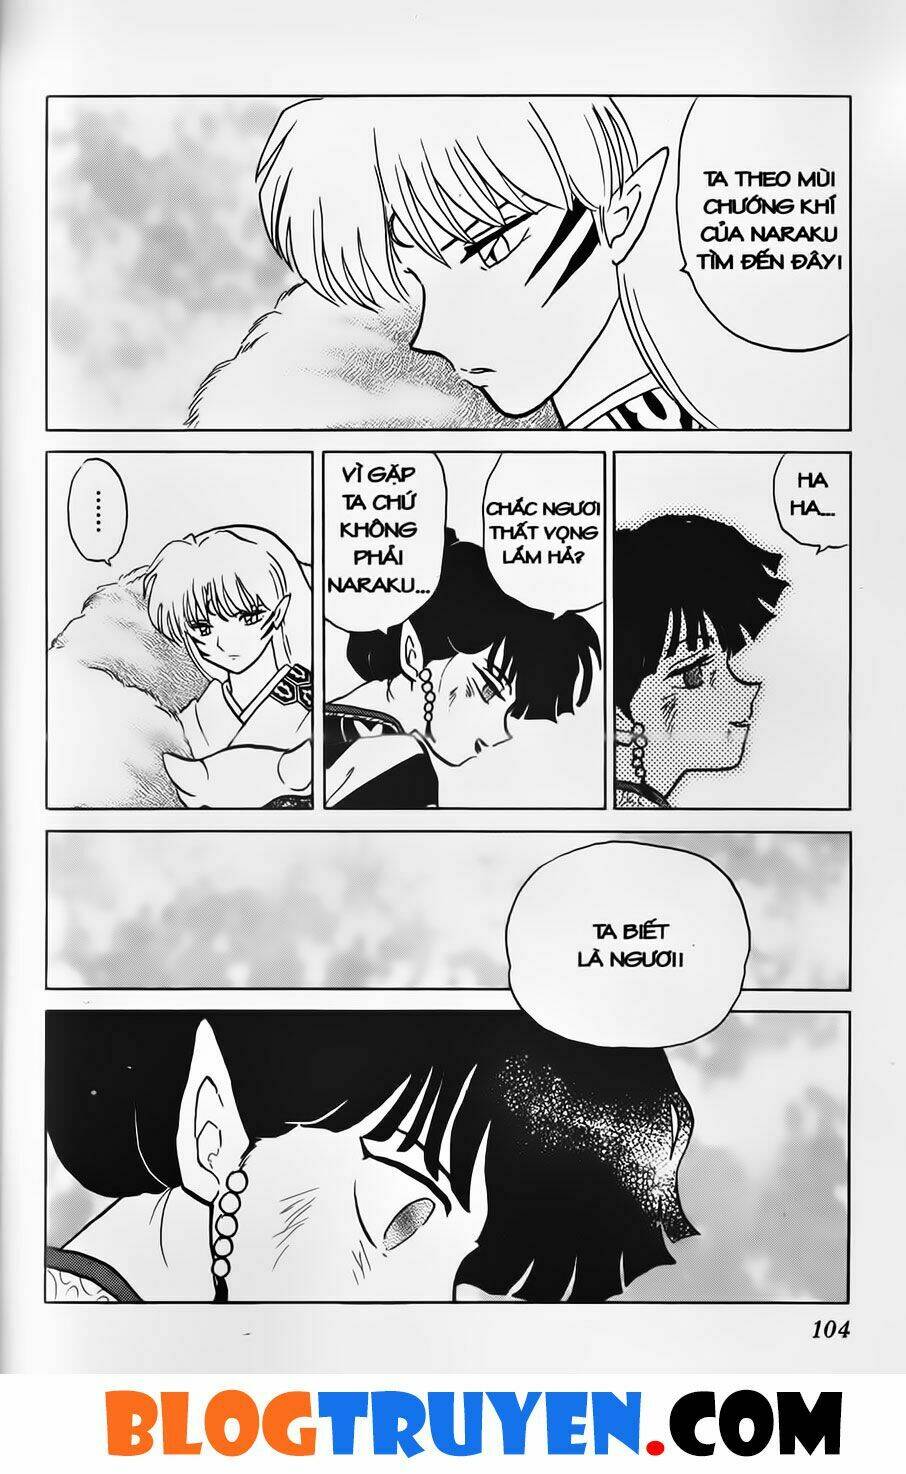 TA THEO MÙI
CHƯỚNG KHÍ
CỦA NARAKU
TÌM ĐẾN ĐÂY!
HA
HA...
CHẮC NGƯƠI
THẤT VỌNG
LẮM HẢ?
VÌ GẶP
TA CHỨ
KHÔNG
PHẢI
NARAKU...
......
TA BIẾT
LÀ NGƯƠI!
104
BLOGTRUYEN.COM